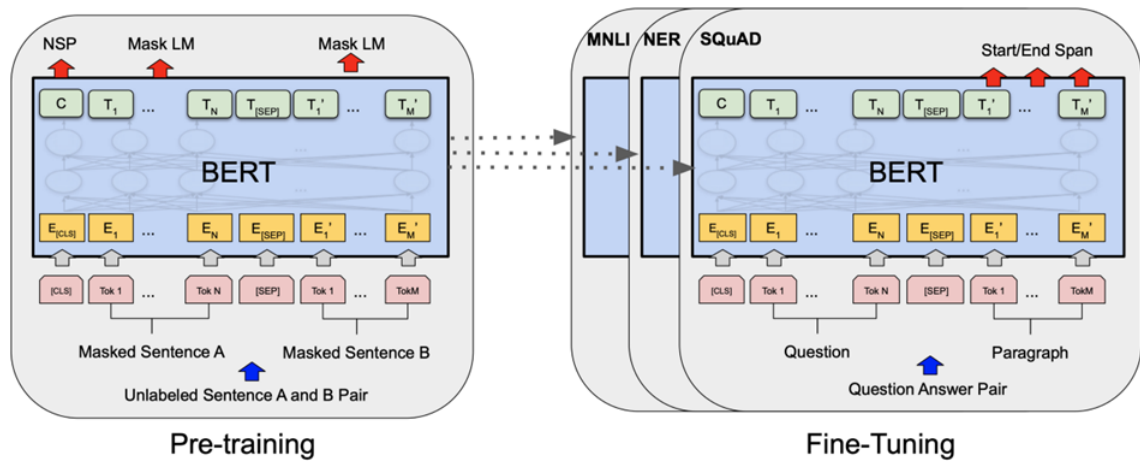 NSP Mask LM Mask LM
C T1 ... TN T[SEP] T1' ... TM'
...
BERT
...
E[CLS] E1 ... EN E[SEP] E1' ... EM'
[CLS] Tok 1 ... Tok N [SEP] Tok 1 ... TokM
Masked Sentence A Masked Sentence B
Unlabeled Sentence A and B Pair
Pre-training
MNLI NER SQuAD
Start/End Span
C T1 ... TN T[SEP] T1' ... TM'
...
BERT
...
E[CLS] E1 ... EN E[SEP] E1' ... EM'
[CLS] Tok 1 ... Tok N [SEP] Tok 1 ... TokM
Question Paragraph
Question Answer Pair
Fine-Tuning